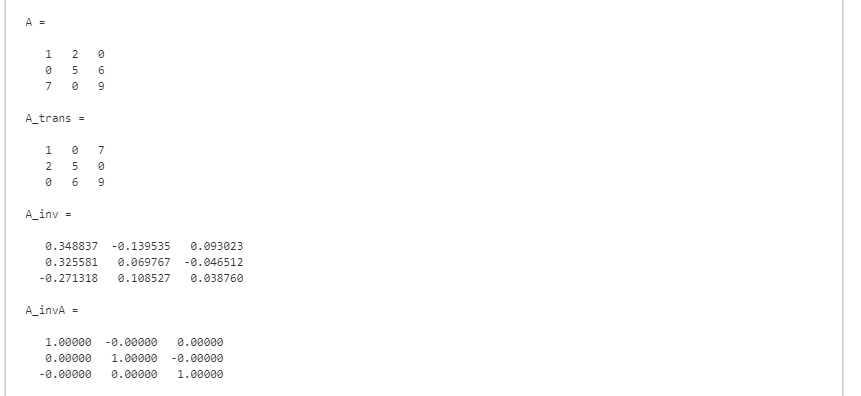 A =
1 2 0
0 5 6
7 0 9
A_trans =
1 0 7
2 5 0
0 6 9
A_inv =
0.348837 -0.139535 0.093023
0.325581 0.069767 -0.046512
-0.271318 0.108527 0.038760
A_invA =
1.00000 -0.00000 0.00000
0.00000 1.00000 -0.00000
-0.00000 0.00000 1.00000